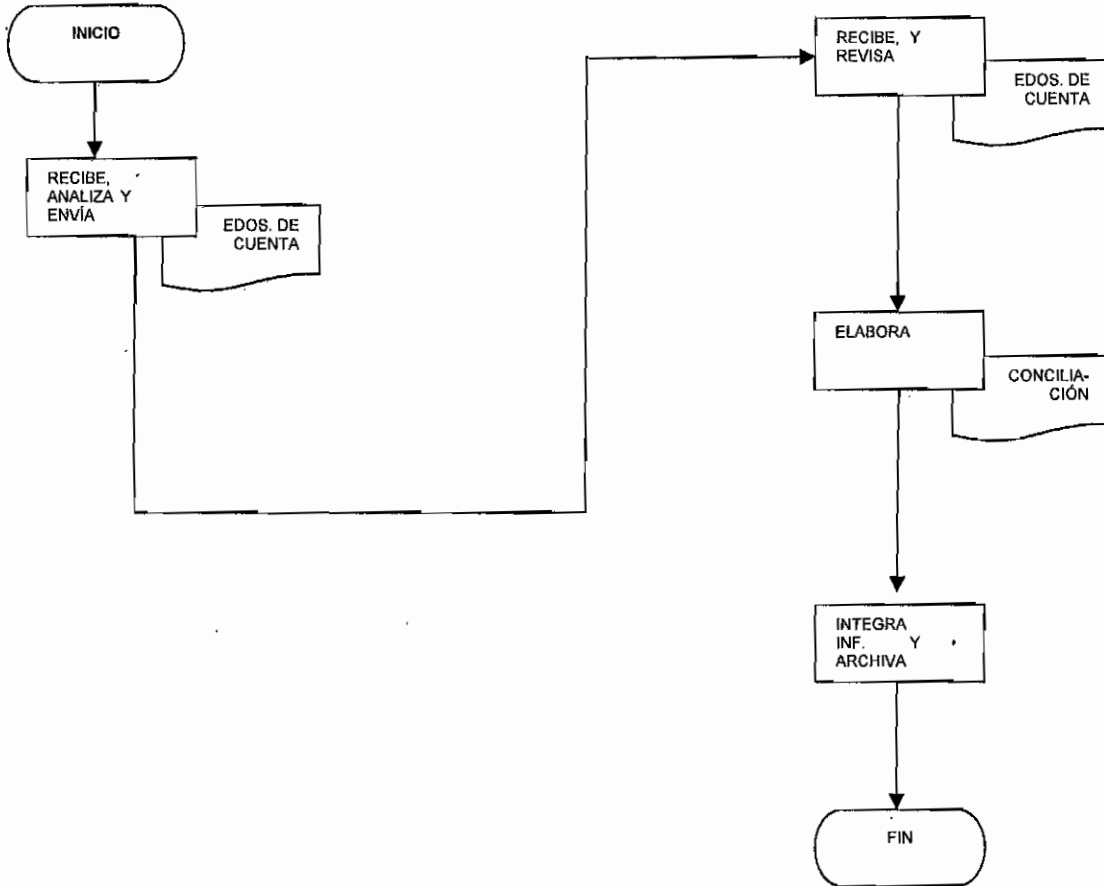 INICIO
RECIBE,
ANALIZA Y
ENVÍA
EDOS. DE
CUENTA
RECIBE, Y
REVISA
EDOS. DE
CUENTA
ELABORA
CONCILIA-
CIÓN
INTEGRA
INF. Y
ARCHIVA
FIN